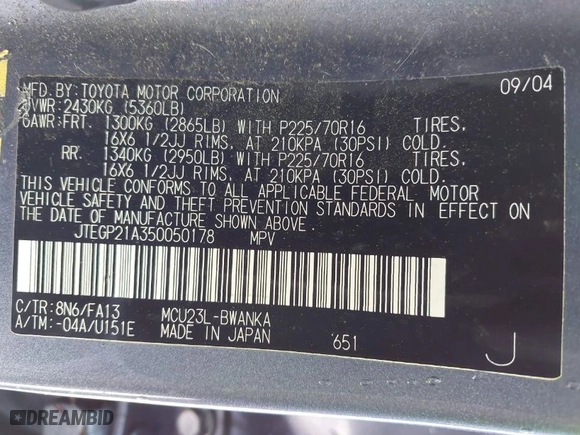 MFD.BY:TOYOTA MOTOR CORPORATION 09/04
GVWR:2430KG (5360LB)
GAWR:FRT. 1300KG (2865LB) WITH P225/70R16 TIRES,
16X6 1/2JJ RIMS, AT 210KPA (30PSI) COLD.
RR. 1340KG (2950LB) WITH P225/70R16 TIRES,
16X6 1/2JJ RIMS, AT 210KPA (30PSI) COLD.
THIS VEHICLE CONFORMS TO ALL APPLICABLE FEDERAL MOTOR
VEHICLE SAFETY AND THEFT PREVENTION STANDARDS IN EFFECT ON
THE DATE OF MANUFACTURE SHOWN ABOVE.
JTEGP21A350050178 MPV
C/TR:8N6/FA13 MCU23L-BWANKA
A/TM:-04A/U151E MADE IN JAPAN 651
J
DREAMBID